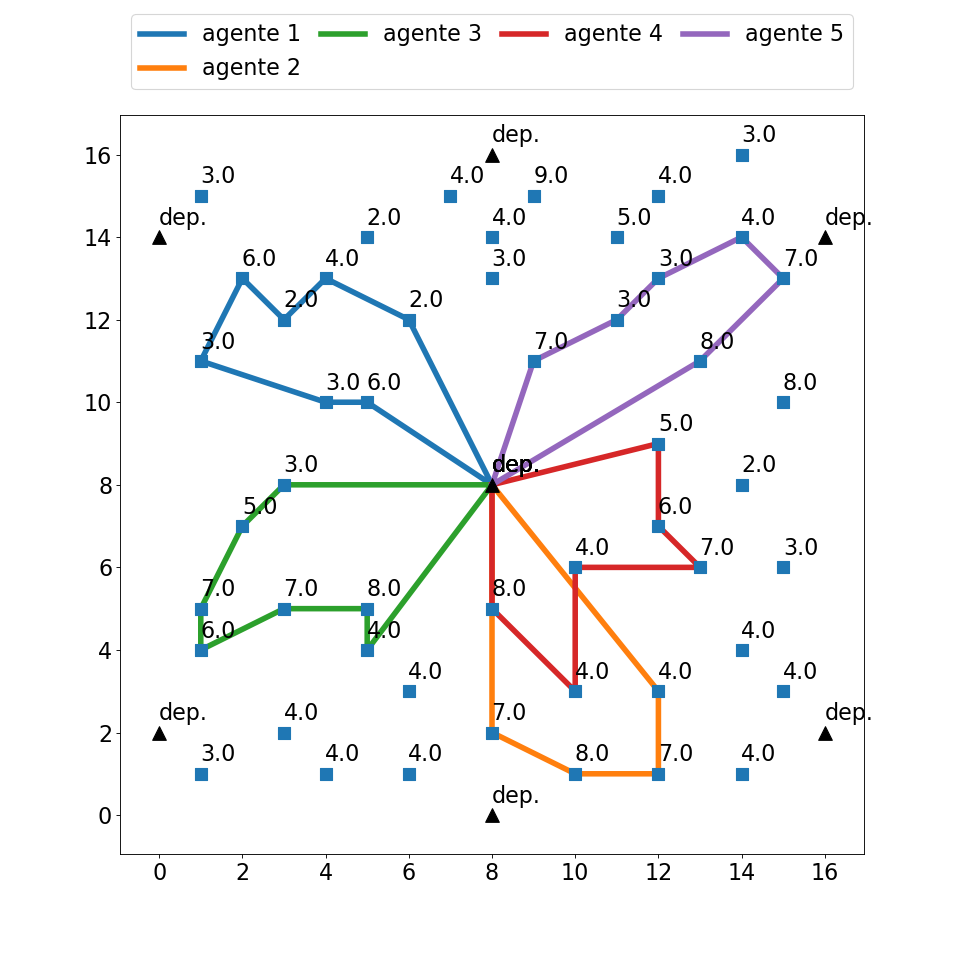 agente 1 agente 3 agente 4 agente 5
agente 2
3.0
dep.
3.0 4.0 9.0 4.0
dep. 2.0 4.0 5.0 4.0 dep.
6.0 4.0 3.0 3.0 7.0
2.0 2.0 3.0
3.0 7.0 8.0
3.0 6.0 8.0
5.0
3.0 dep. 2.0
5.0 6.0
4.0 7.0 3.0
7.0 7.0 8.0 8.0
6.0 4.0 4.0
4.0 4.0 4.0 4.0
dep. 4.0 7.0 dep.
3.0 4.0 4.0 8.0 7.0 4.0
dep.
16
14
12
10
8
6
4
2
0
0 2 4 6 8 10 12 14 16